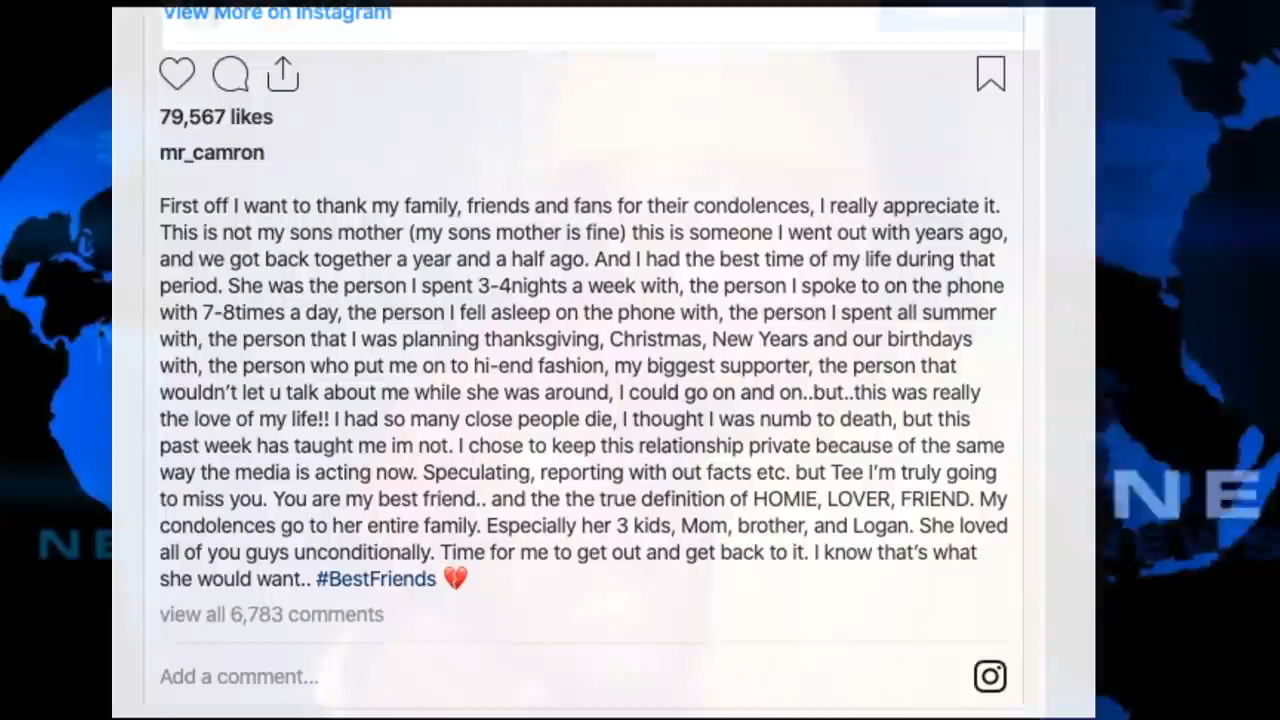 View More on Instagram
79,567 likes
mr_camron
First off I want to thank my family, friends and fans for their condolences, I really appreciate it.
This is not my sons mother (my sons mother is fine) this is someone I went out with years ago,
and we got back together a year and a half ago. And I had the best time of my life during that
period. She was the person I spent 3-4nights a week with, the person I spoke to on the phone
with 7-8times a day, the person I fell asleep on the phone with, the person I spent all summer
with, the person that I was planning thanksgiving, Christmas, New Years and our birthdays
with, the person who put me on to hi-end fashion, my biggest supporter, the person that
wouldn't let u talk about me while she was around, I could go on and on..but..this was really
the love of my life!! I had so many close people die, I thought I was numb to death, but this
past week has taught me im not. I chose to keep this relationship private because of the same
way the media is acting now. Speculating, reporting with out facts etc. but Tee I'm truly going
to miss you. You are my best friend.. and the the true definition of HOMIE, LOVER, FRIEND. My
condolences go to her entire family. Especially her 3 kids, Mom, brother, and Logan. She loved
all of you guys unconditionally. Time for me to get out and get back to it. I know that's what
she would want.. #BestFriends 💔
view all 6,783 comments
Add a comment...
NE
NE
NEWS